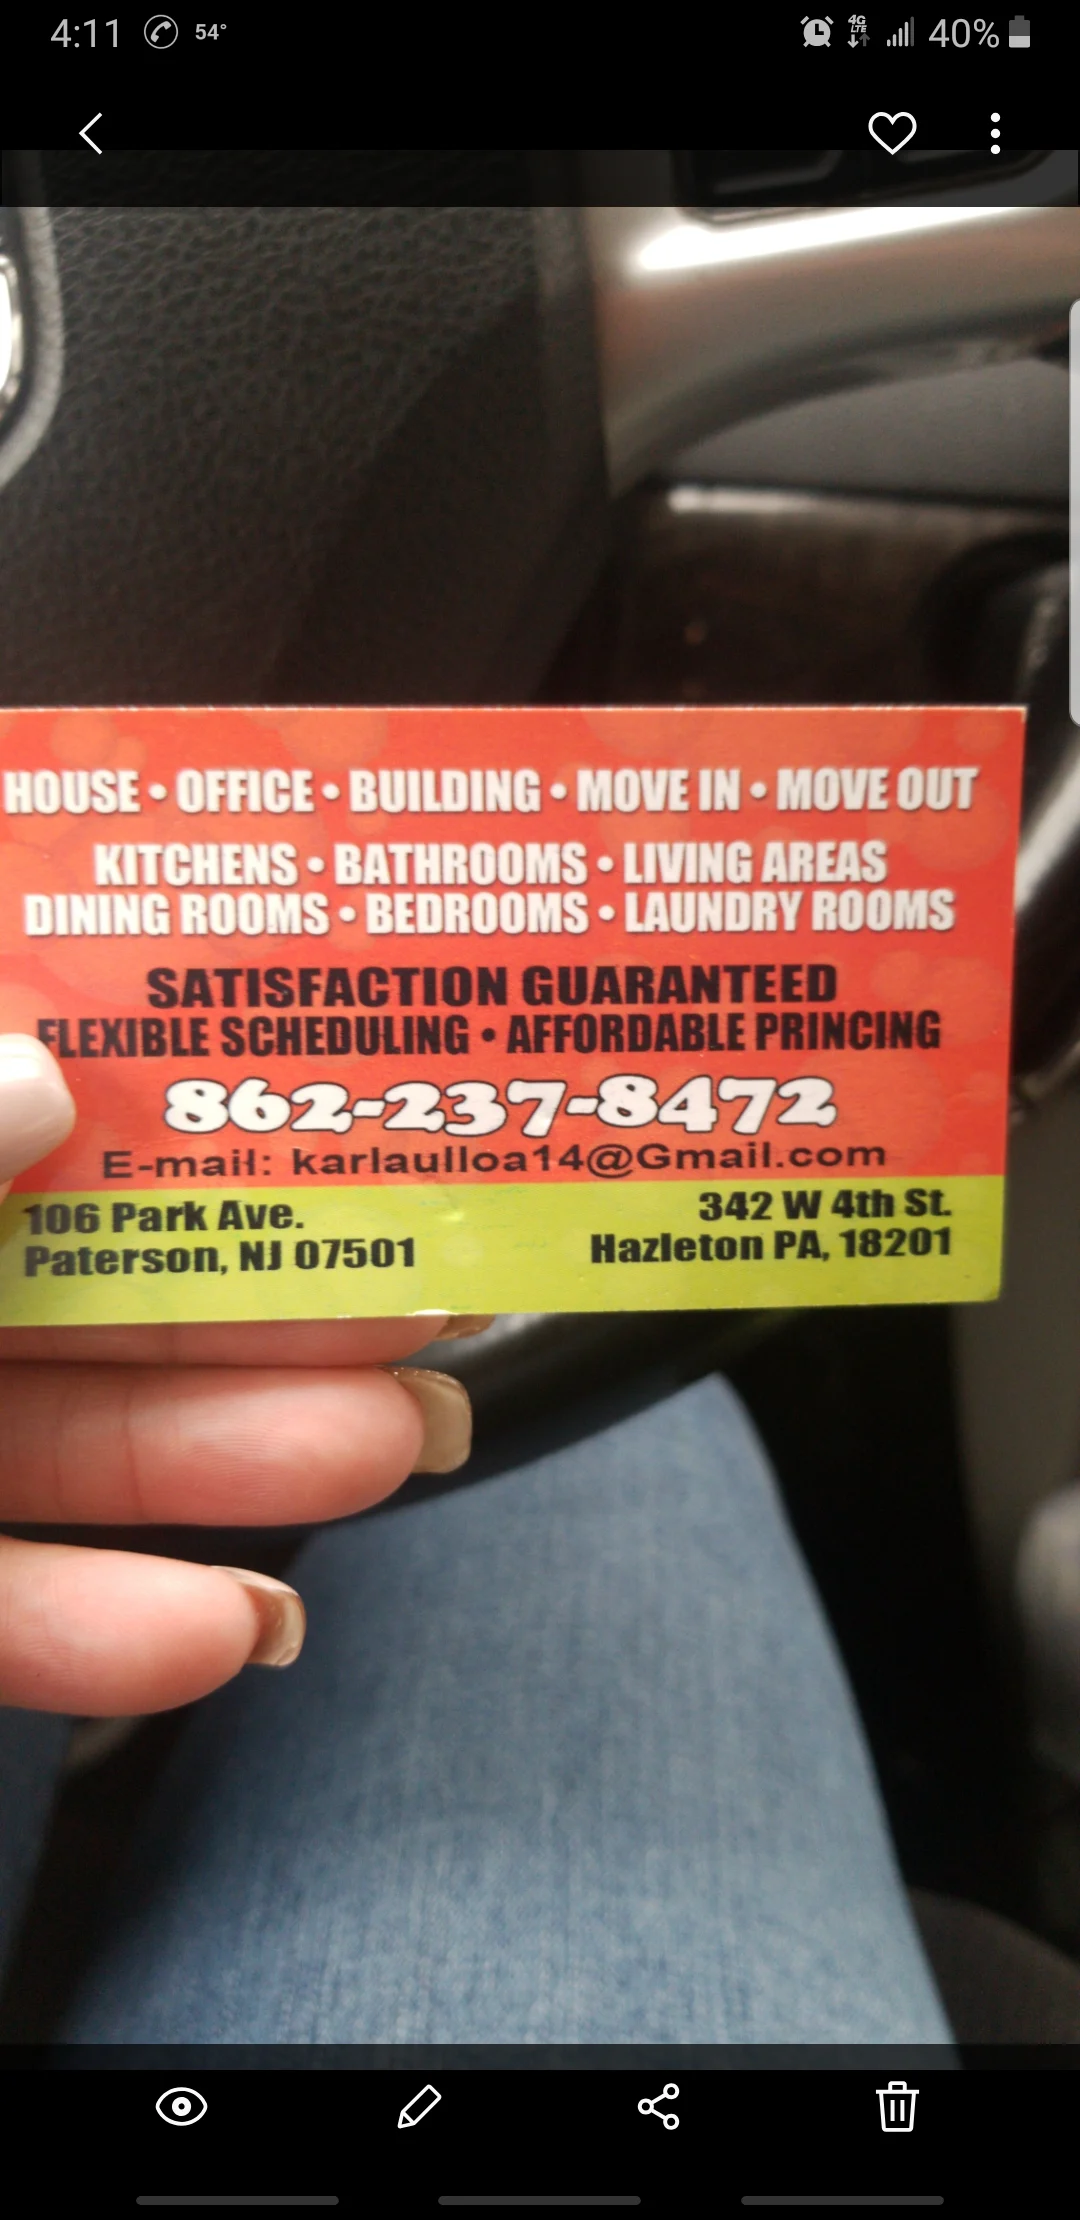 4:11 54° 4G LTE 40%
HOUSE • OFFICE • BUILDING • MOVE IN • MOVE OUT
KITCHENS • BATHROOMS • LIVING AREAS
DINING ROOMS • BEDROOMS • LAUNDRY ROOMS
SATISFACTION GUARANTEED
FLEXIBLE SCHEDULING • AFFORDABLE PRINCING
862-237-8472
E-mail: karlaulloa14@Gmail.com
106 Park Ave.
Paterson, NJ 07501
342 W 4th St.
Hazleton PA, 18201